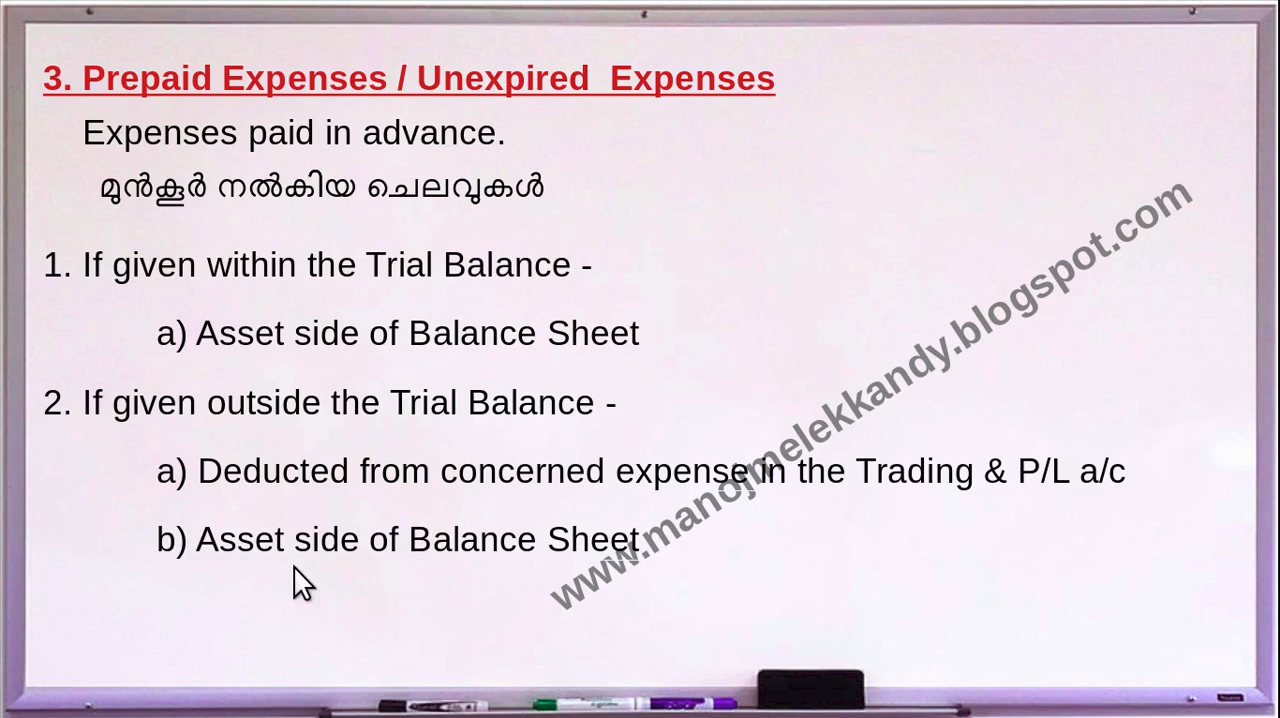 3. Prepaid Expenses / Unexpired  Expenses
Expenses paid in advance.
മുൻകൂർ നൽകിയ ചെലവുകൾ
1. If given within the Trial Balance -
a) Asset side of Balance Sheet
2. If given outside the Trial Balance -
a) Deducted from concerned expense in the Trading & P/L a/c
b) Asset side of Balance Sheet
www.manojmelekkandy.blogspot.com